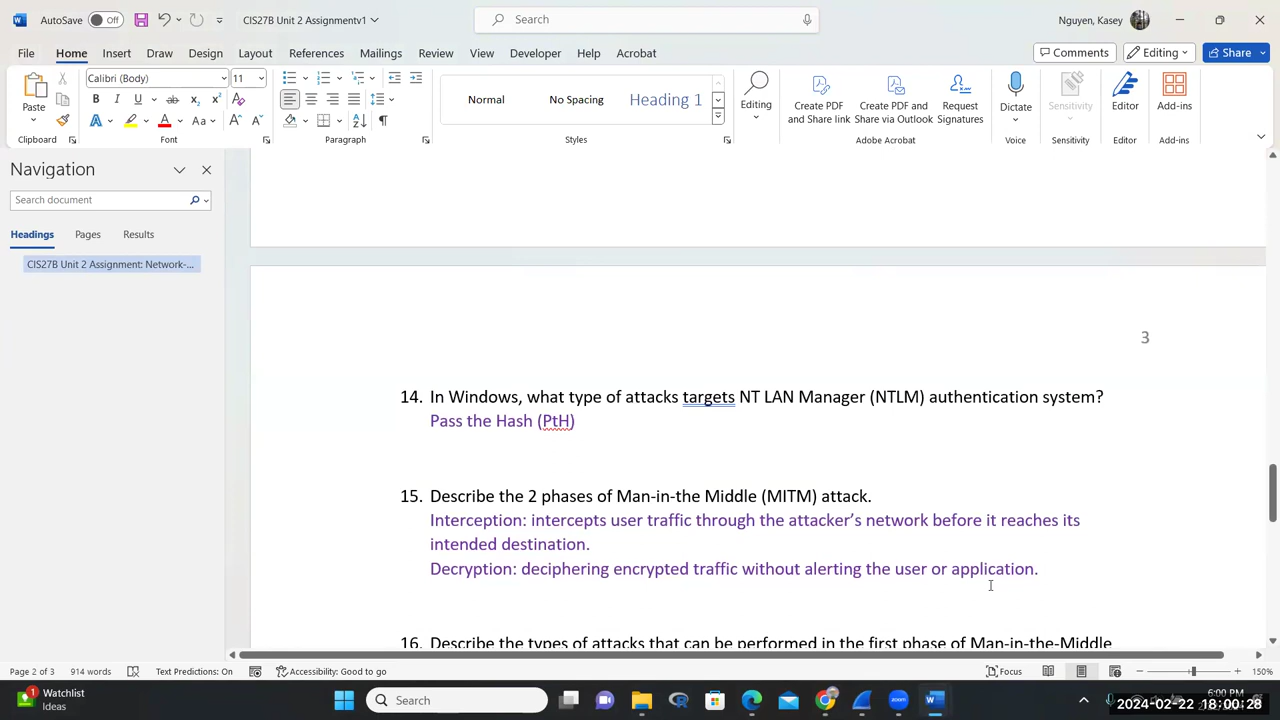 AutoSave Off CIS27B Unit 2 Assignmentv1 Search Nguyen, Kasey
File Home Insert Draw Design Layout References Mailings Review View Developer Help Acrobat Comments Editing Share
Calibri (Body) 11
Paste
Normal No Spacing Heading 1
Editing
Create PDF and Share link
Create PDF and Share via Outlook
Request Signatures
Dictate
Sensitivity
Editor
Add-ins
Clipboard Font Paragraph Styles Adobe Acrobat Voice Sensitivity Editor Add-ins
Navigation
Search document
Headings Pages Results
CIS27B Unit 2 Assignment: Network-...
3
14. In Windows, what type of attacks targets NT LAN Manager (NTLM) authentication system?
Pass the Hash (PtH)
15. Describe the 2 phases of Man-in-the Middle (MITM) attack.
Interception: intercepts user traffic through the attacker’s network before it reaches its
intended destination.
Decryption: deciphering encrypted traffic without alerting the user or application.
16. Describe the types of attacks that can be performed in the first phase of Man-in-the-Middle
Page 2 of 3 914 words Text Predictions: On Accessibility: Good to go Focus 150%
Watchlist
Ideas
Search
6:00 PM
2024-02-22 18:00:28